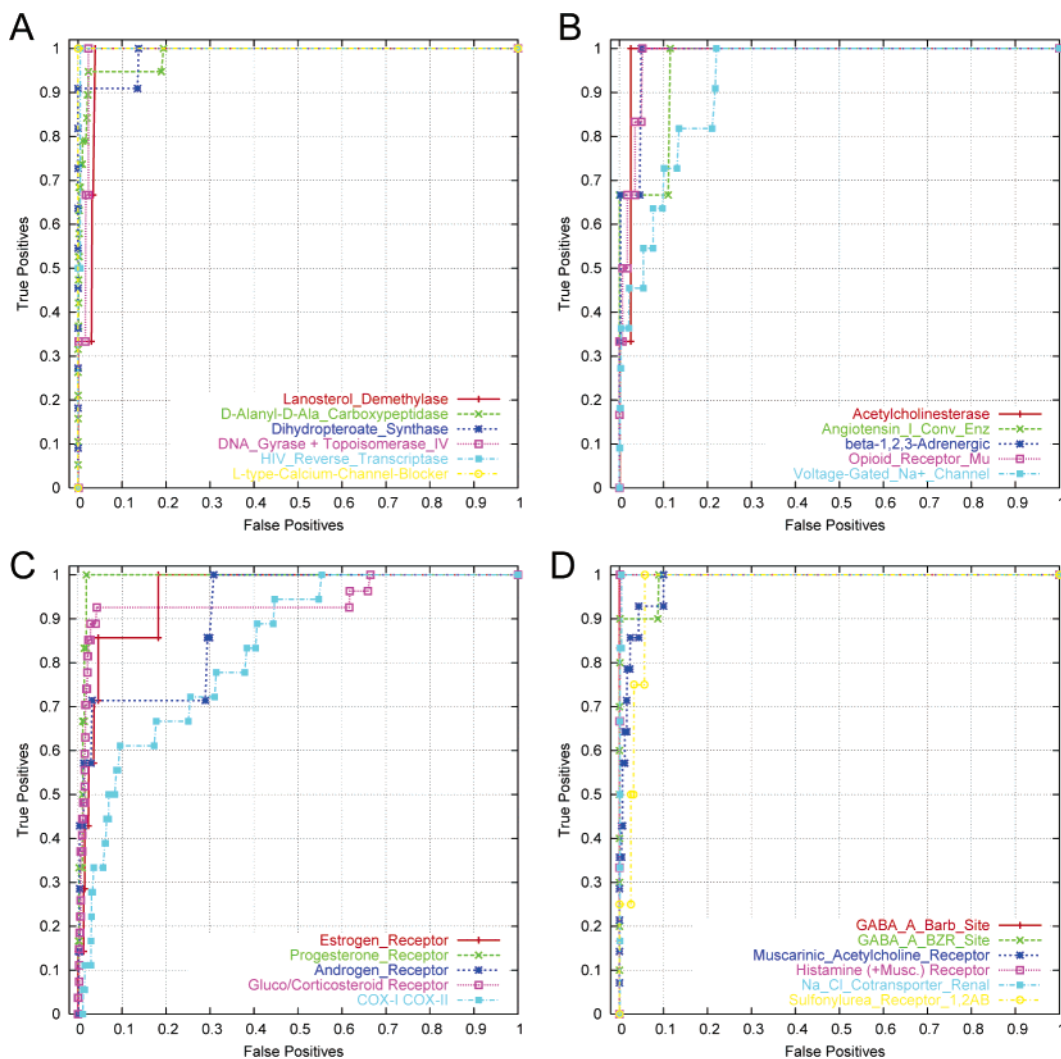 A
True Positives
1
0.9
0.8
0.7
0.6
0.5
0.4
0.3
0.2
0.1
0
Lanosterol_Demethylase
D-Alanyl-D-Ala_Carboxypeptidase
Dihydropteroate_Synthase
DNA_Gyrase + Topoisomerase_IV
HIV_Reverse_Transcriptase
L-type-Calcium-Channel-Blocker
0 0.1 0.2 0.3 0.4 0.5 0.6 0.7 0.8 0.9 1
False Positives
B
True Positives
1
0.9
0.8
0.7
0.6
0.5
0.4
0.3
0.2
0.1
0
Acetylcholinesterase
Angiotensin_I_Conv_Enz
beta-1,2,3-Adrenergic
Opioid_Receptor_Mu
Voltage-Gated_Na+_Channel
0 0.1 0.2 0.3 0.4 0.5 0.6 0.7 0.8 0.9 1
False Positives
C
True Positives
1
0.9
0.8
0.7
0.6
0.5
0.4
0.3
0.2
0.1
0
Estrogen_Receptor
Progesterone_Receptor
Androgen_Receptor
Gluco/Corticosteroid Receptor
COX-I COX-II
0 0.1 0.2 0.3 0.4 0.5 0.6 0.7 0.8 0.9 1
False Positives
D
True Positives
1
0.9
0.8
0.7
0.6
0.5
0.4
0.3
0.2
0.1
0
GABA_A_Barb_Site
GABA_A_BZR_Site
Muscarinic_Acetylcholine_Receptor
Histamine (+Musc.) Receptor
Na_Cl_Cotransporter_Renal
Sulfonylurea_Receptor_1,2AB
0 0.1 0.2 0.3 0.4 0.5 0.6 0.7 0.8 0.9 1
False Positives